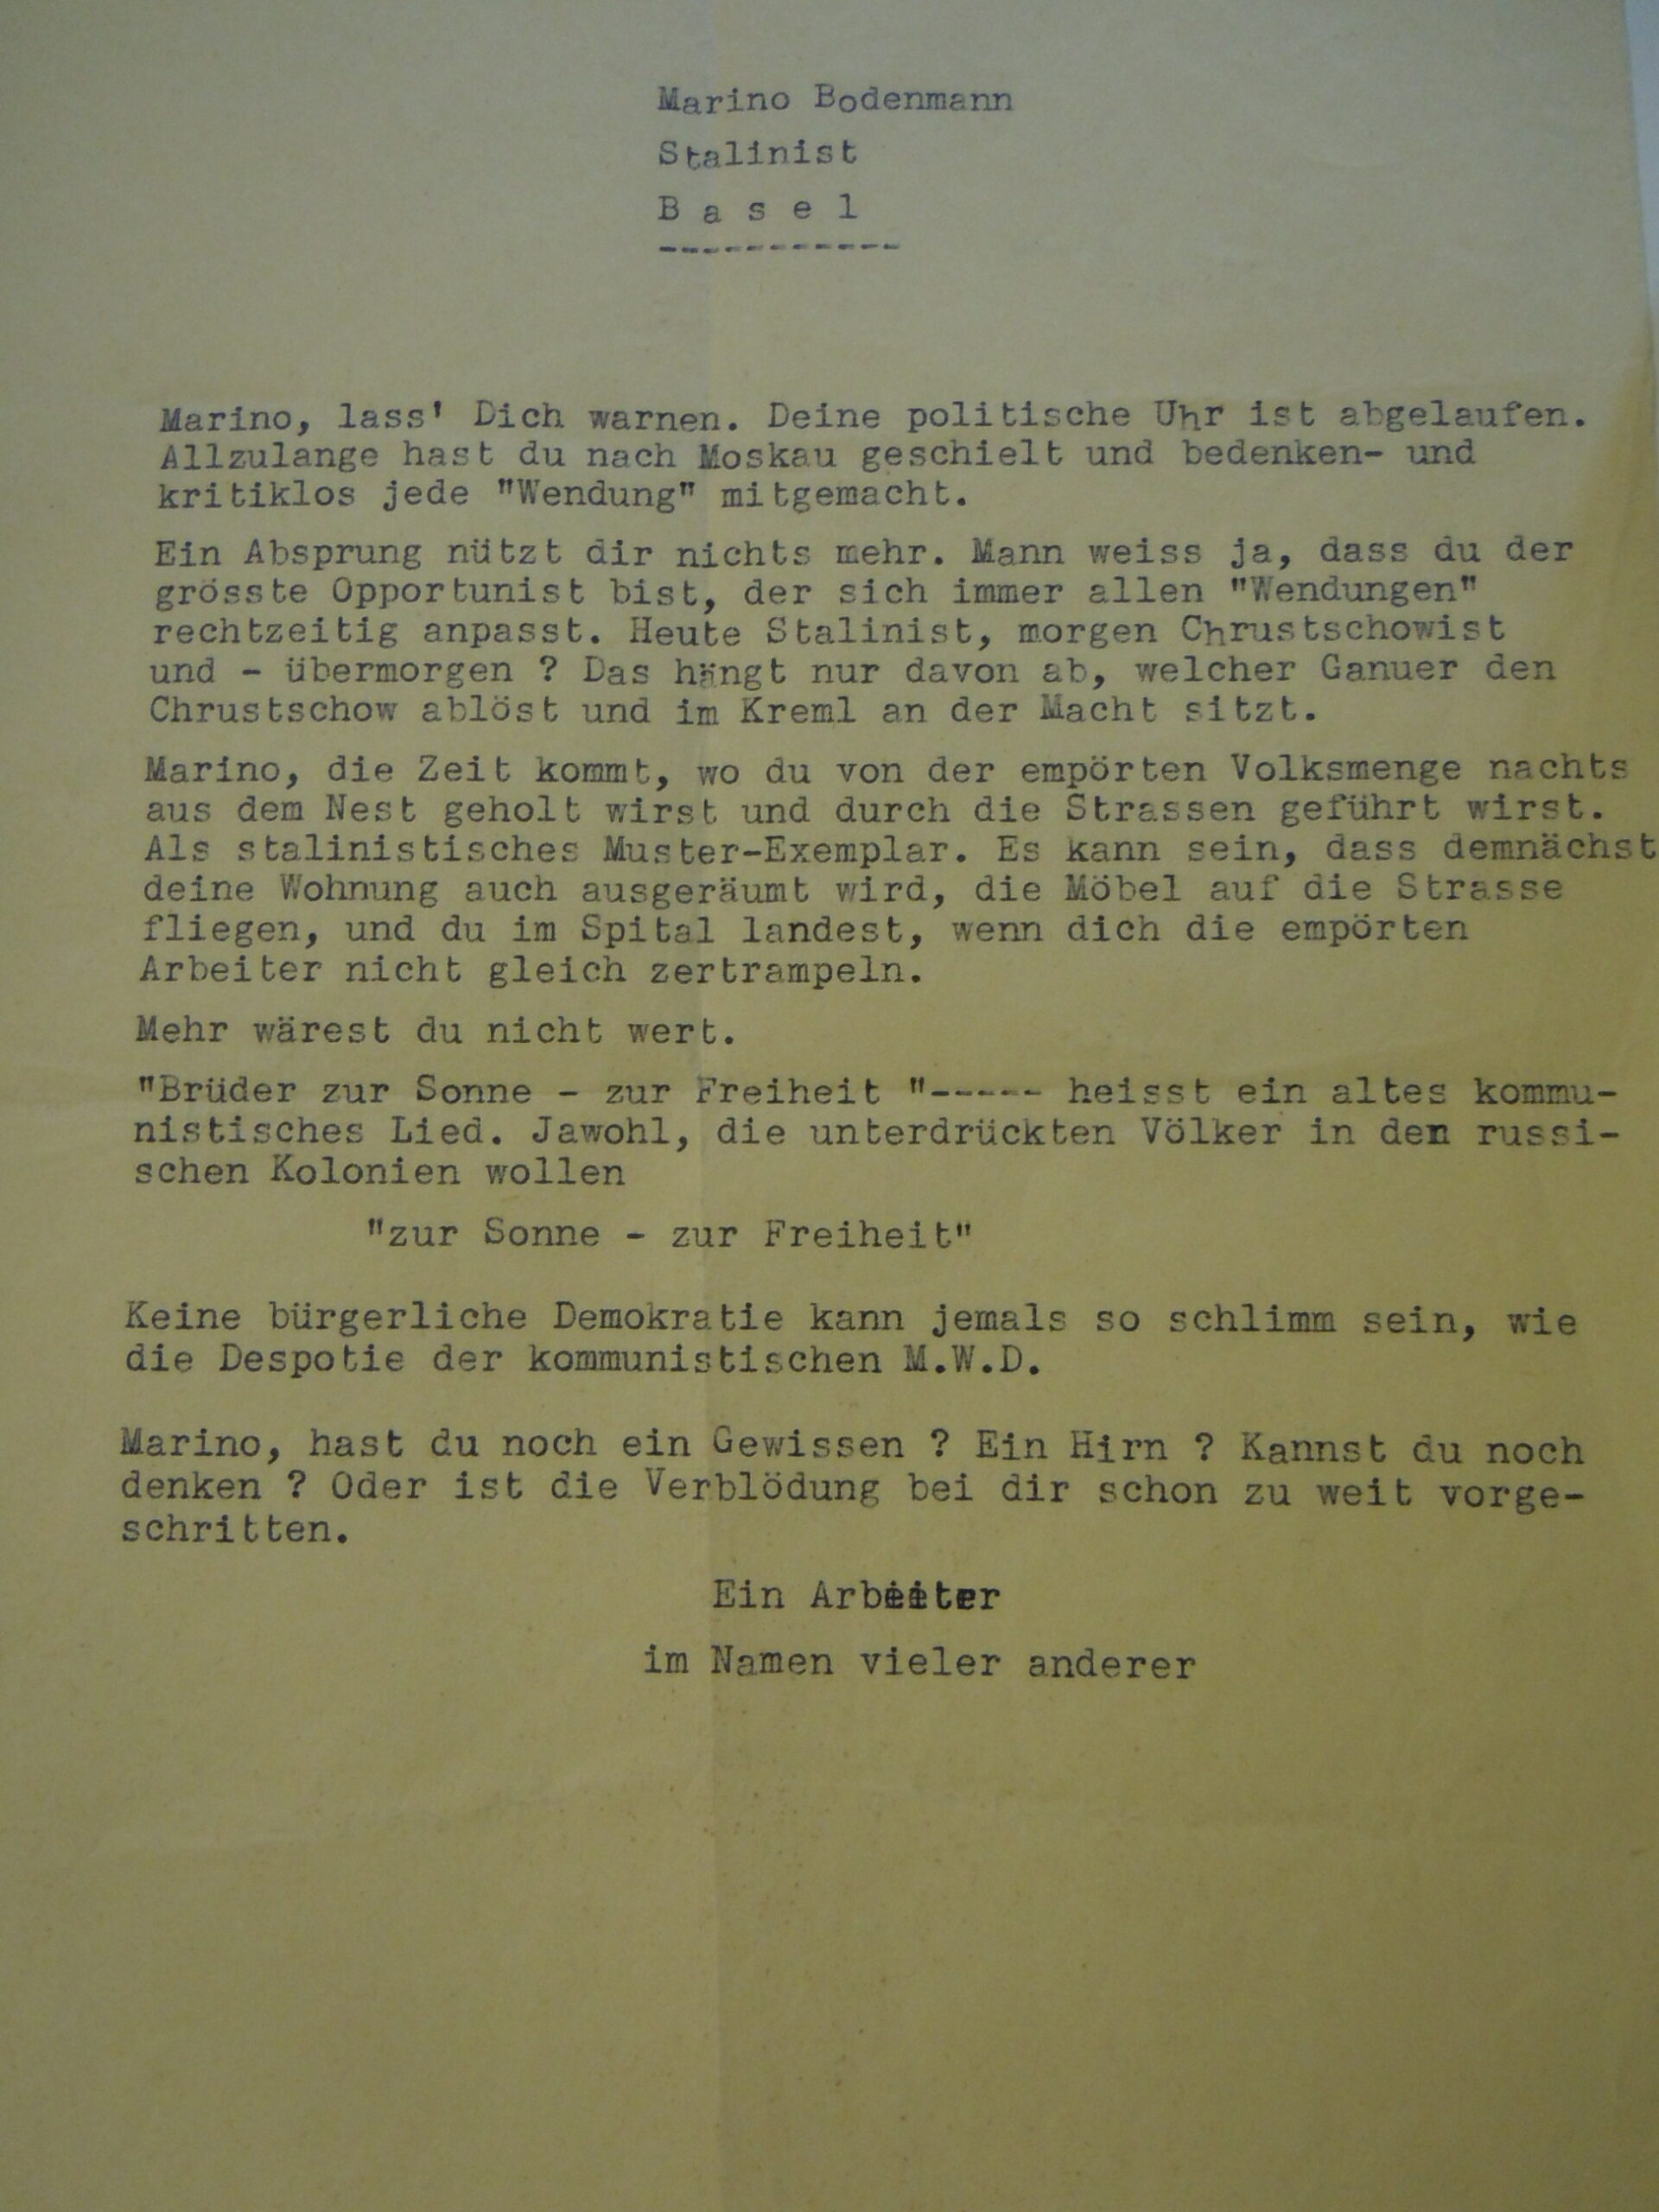 Marino Bodenmann
Stalinist
B a s e l
-----------
Marino, lass' Dich warnen. Deine politische Uhr ist abgelaufen.
Allzulange hast du nach Moskau geschielt und bedenken- und
kritiklos jede "Wendung" mitgemacht.
Ein Absprung nützt dir nichts mehr. Mann weiss ja, dass du der
grösste Opportunist bist, der sich immer allen "Wendungen"
rechtzeitig anpasst. Heute Stalinist, morgen Chrustschowist
und - übermorgen ? Das hängt nur davon ab, welcher Ganuer den
Chrustschow ablöst und im Kreml an der Macht sitzt.
Marino, die Zeit kommt, wo du von der empörten Volksmenge nachts
aus dem Nest geholt wirst und durch die Strassen geführt wirst.
Als stalinistisches Muster-Exemplar. Es kann sein, dass demnächst
deine Wohnung auch ausgeräumt wird, die Möbel auf die Strasse
fliegen, und du im Spital landest, wenn dich die empörten
Arbeiter nicht gleich zertrampeln.
Mehr wärest du nicht wert.
"Brüder zur Sonne - zur Freiheit "----- heisst ein altes kommu-
nistisches Lied. Jawohl, die unterdrückten Völker in den russi-
schen Kolonien wollen
"zur Sonne - zur Freiheit"
Keine bürgerliche Demokratie kann jemals so schlimm sein, wie
die Despotie der kommunistischen M.W.D.
Marino, hast du noch ein Gewissen ? Ein Hirn ? Kannst du noch
denken ? Oder ist die Verblödung bei dir schon zu weit vorge-
schritten.
Ein Arbeiter
im Namen vieler anderer